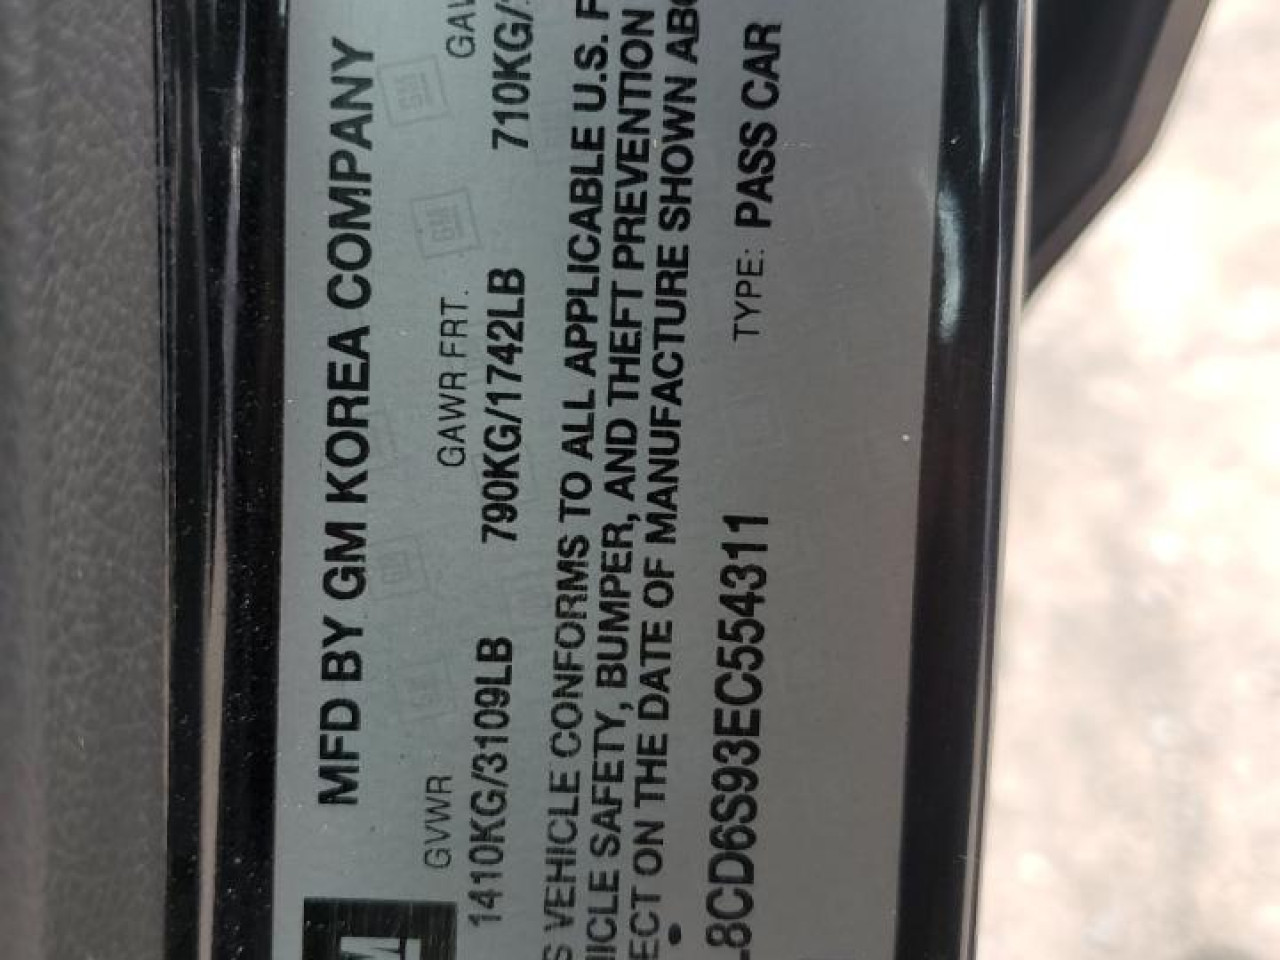 MFD BY GM KOREA COMPANY
GVWR GAWR FRT.
1410KG/3109LB 790KG/1742LB 710KG/
VEHICLE CONFORMS TO ALL APPLICABLE U.S.
SAFETY, BUMPER, AND THEFT PREVENTION
ON THE DATE OF MANUFACTURE SHOWN
8CD6S93EC554311 TYPE: PASS CAR
GM